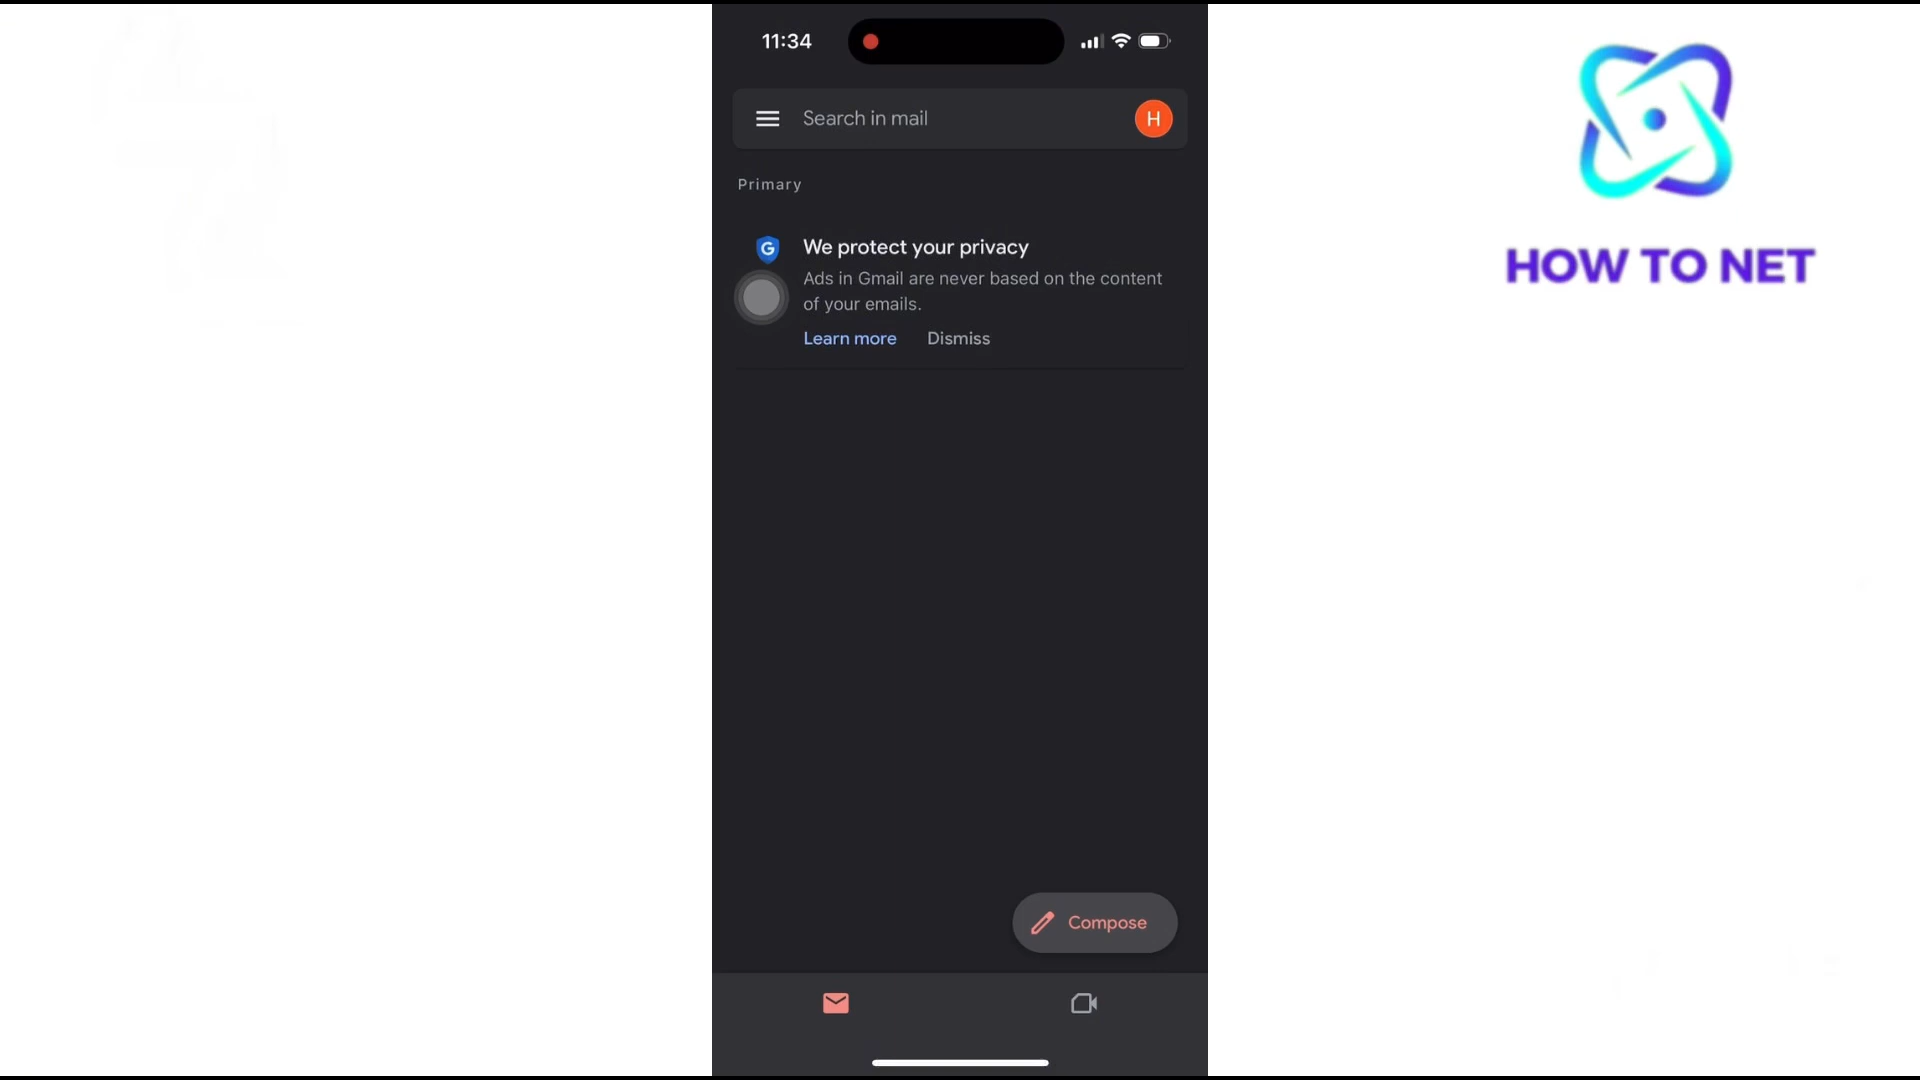 11:34
Search in mail
H
Primary
G
We protect your privacy
Ads in Gmail are never based on the content
of your emails.
Learn more Dismiss
Compose
HOW TO NET